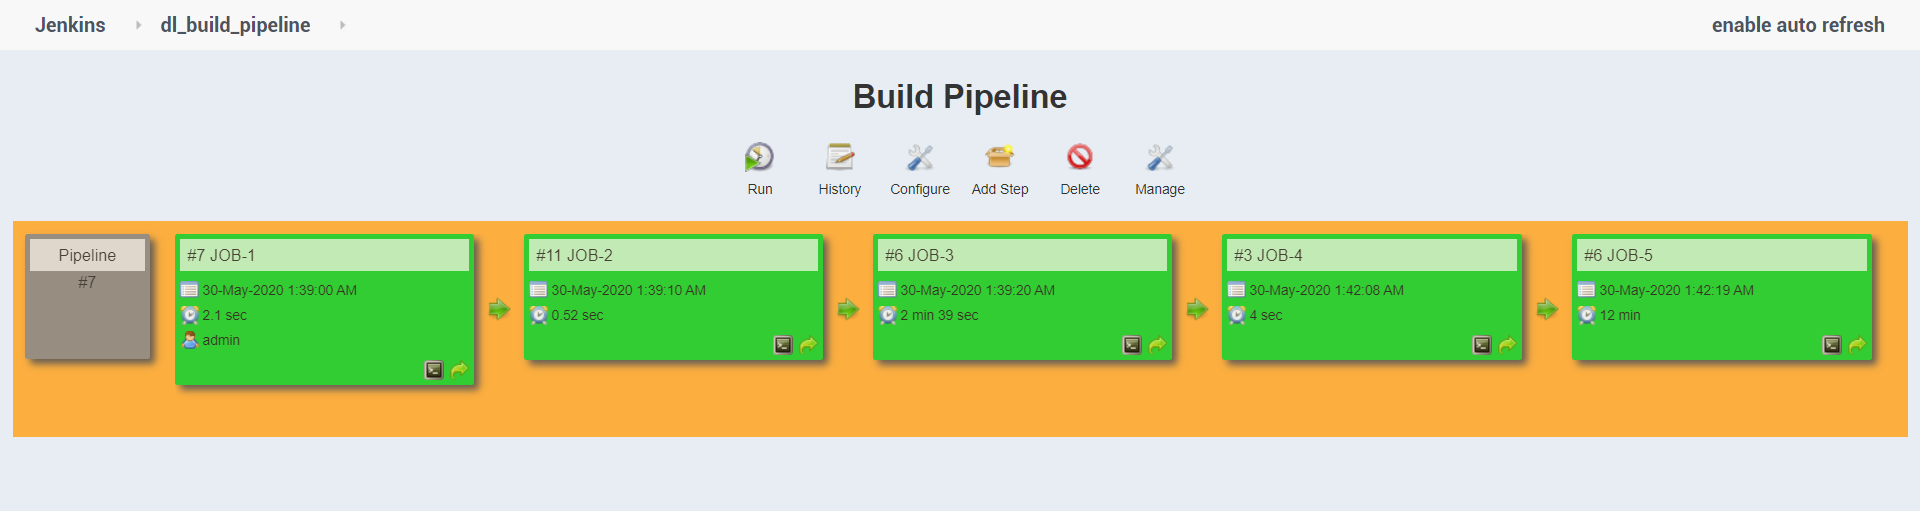 Jenkins dl_build_pipeline enable auto refresh
Build Pipeline
Run History Configure Add Step Delete Manage
Pipeline
#7
#7 JOB-1
30-May-2020 1:39:00 AM
2.1 sec
admin
#11 JOB-2
30-May-2020 1:39:10 AM
0.52 sec
#6 JOB-3
30-May-2020 1:39:20 AM
2 min 39 sec
#3 JOB-4
30-May-2020 1:42:08 AM
4 sec
#6 JOB-5
30-May-2020 1:42:19 AM
12 min